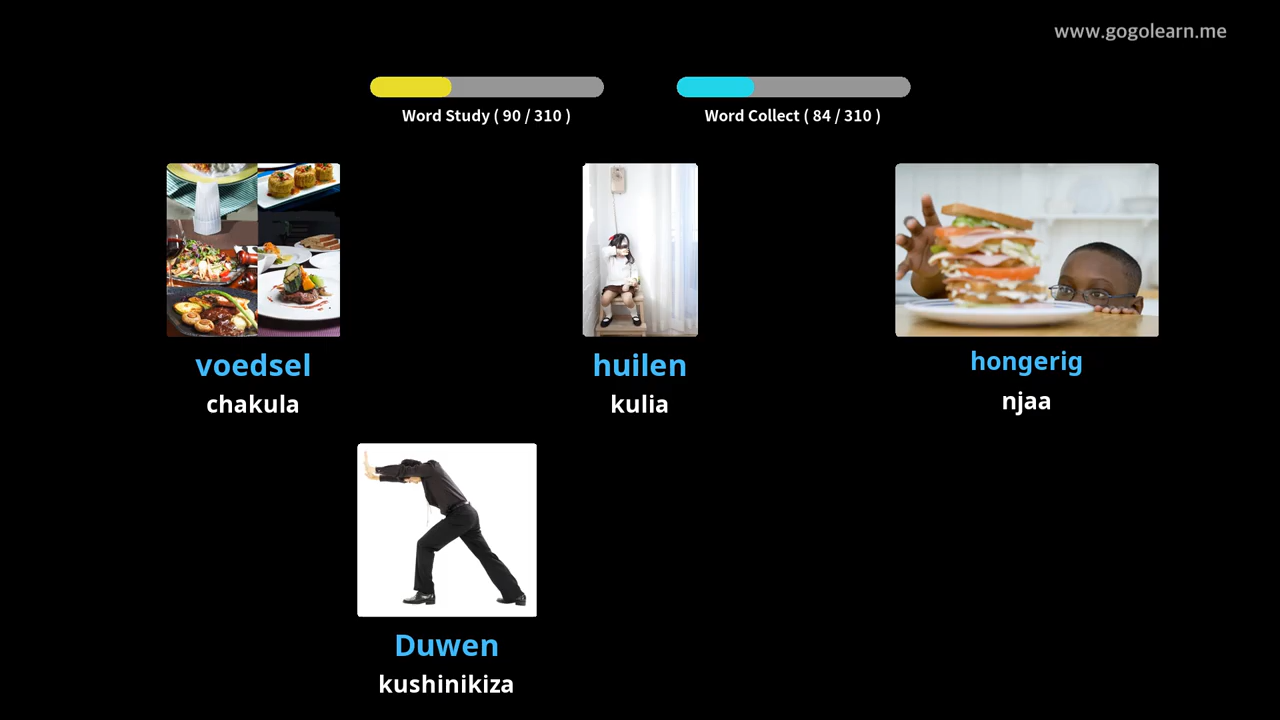 www.gogolearn.me
Word Study ( 90 / 310 )
Word Collect ( 84 / 310 )
voedsel
chakula
huilen
kulia
hongerig
njaa
Duwen
kushinikiza